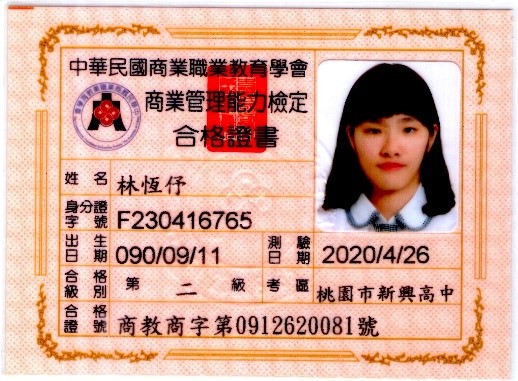 中華民國商業職業教育學會
商業管理能力檢定
合格證書
姓名 林恆伃
身分證字號 F230416765
出生日期 090/09/11 測驗日期 2020/4/26
合格級別 第二級 考區 桃園市新興高中
合格證號 商教商字第0912620081號